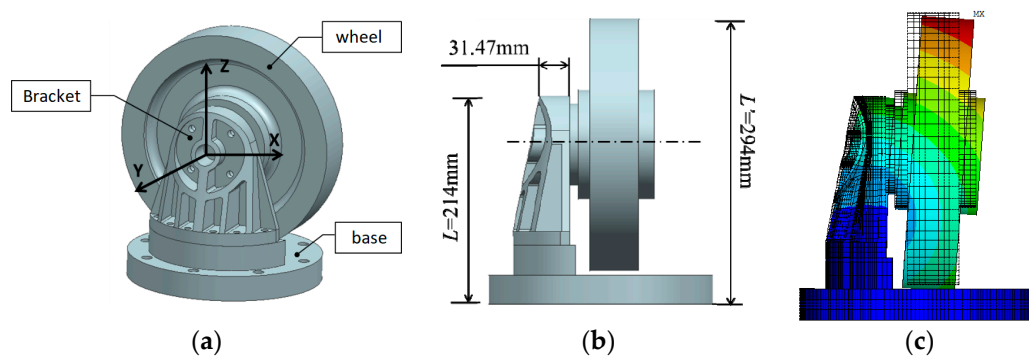 wheel
Bracket
Z
X
Y
base
(a)
31.47mm
L=214mm
L'=294mm
(b)
MX
(c)